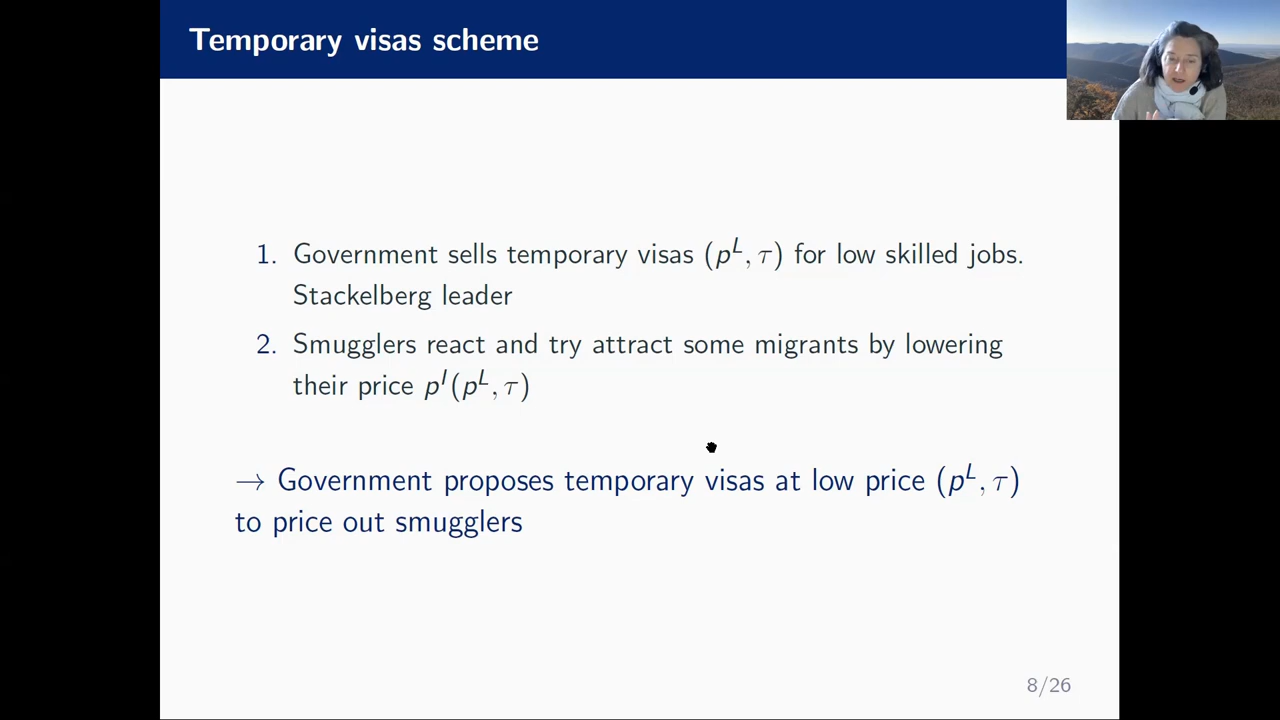 Temporary visas scheme
1. Government sells temporary visas (p^L, τ) for low skilled jobs.
Stackelberg leader
2. Smugglers react and try attract some migrants by lowering
their price p^I(p^L, τ)
→ Government proposes temporary visas at low price (p^L, τ)
to price out smugglers
8/26